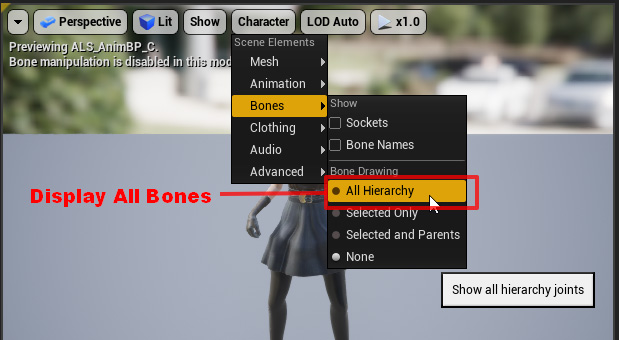 Perspective Lit Show Character LOD Auto x1.0
Previewing ALS_AnimBP_C.
Bone manipulation is disabled in this mod
Scene Elements
Mesh
Animation
Bones
Clothing
Audio
Advanced
Show
Sockets
Bone Names
Bone Drawing
All Hierarchy
Selected Only
Selected and Parents
None
Display All Bones
Show all hierarchy joints